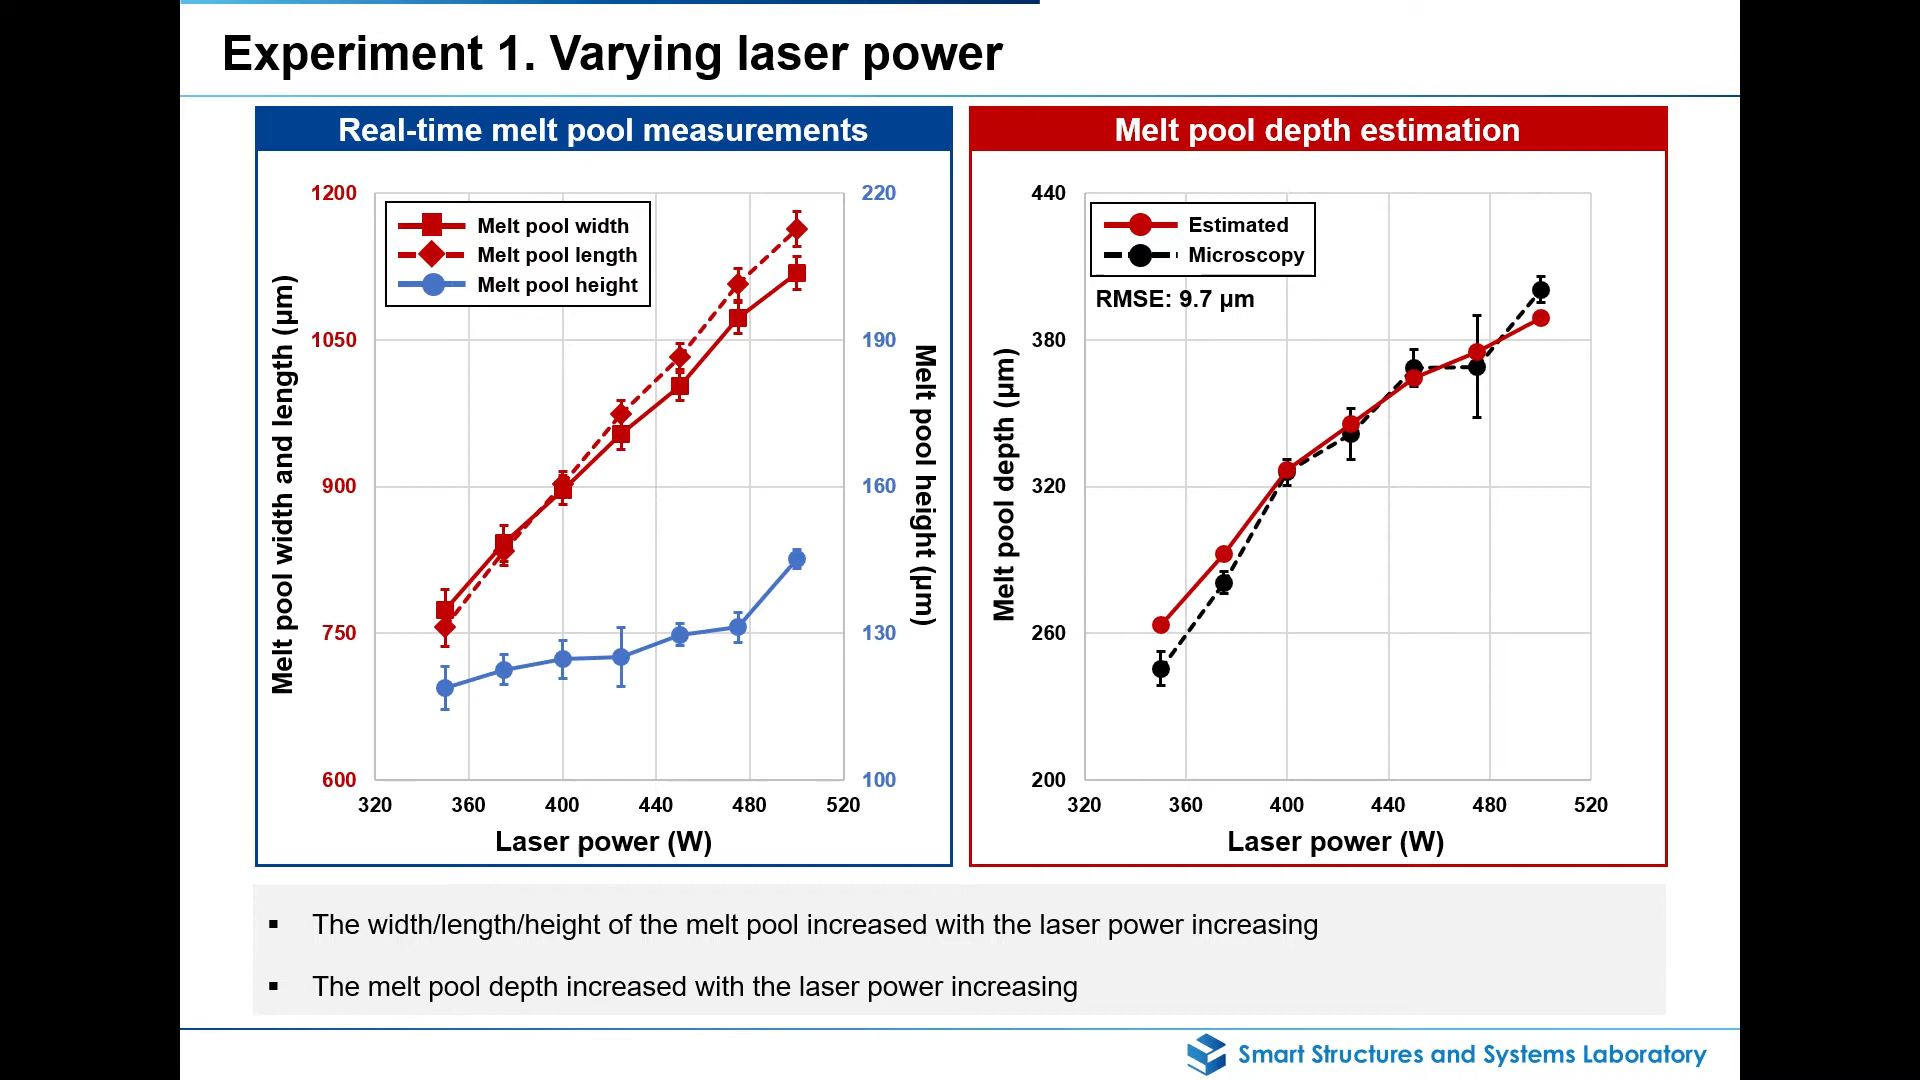 Experiment 1. Varying laser power
Real-time melt pool measurements
1200
1050
900
750
600
Melt pool width and length (µm)
Melt pool width
Melt pool length
Melt pool height
220
190
160
130
100
Melt pool height (µm)
320 360 400 440 480 520
Laser power (W)
Melt pool depth estimation
440
380
320
260
200
Melt pool depth (µm)
Estimated
Microscopy
RMSE: 9.7 µm
320 360 400 440 480 520
Laser power (W)
▪ The width/length/height of the melt pool increased with the laser power increasing
▪ The melt pool depth increased with the laser power increasing
Smart Structures and Systems Laboratory